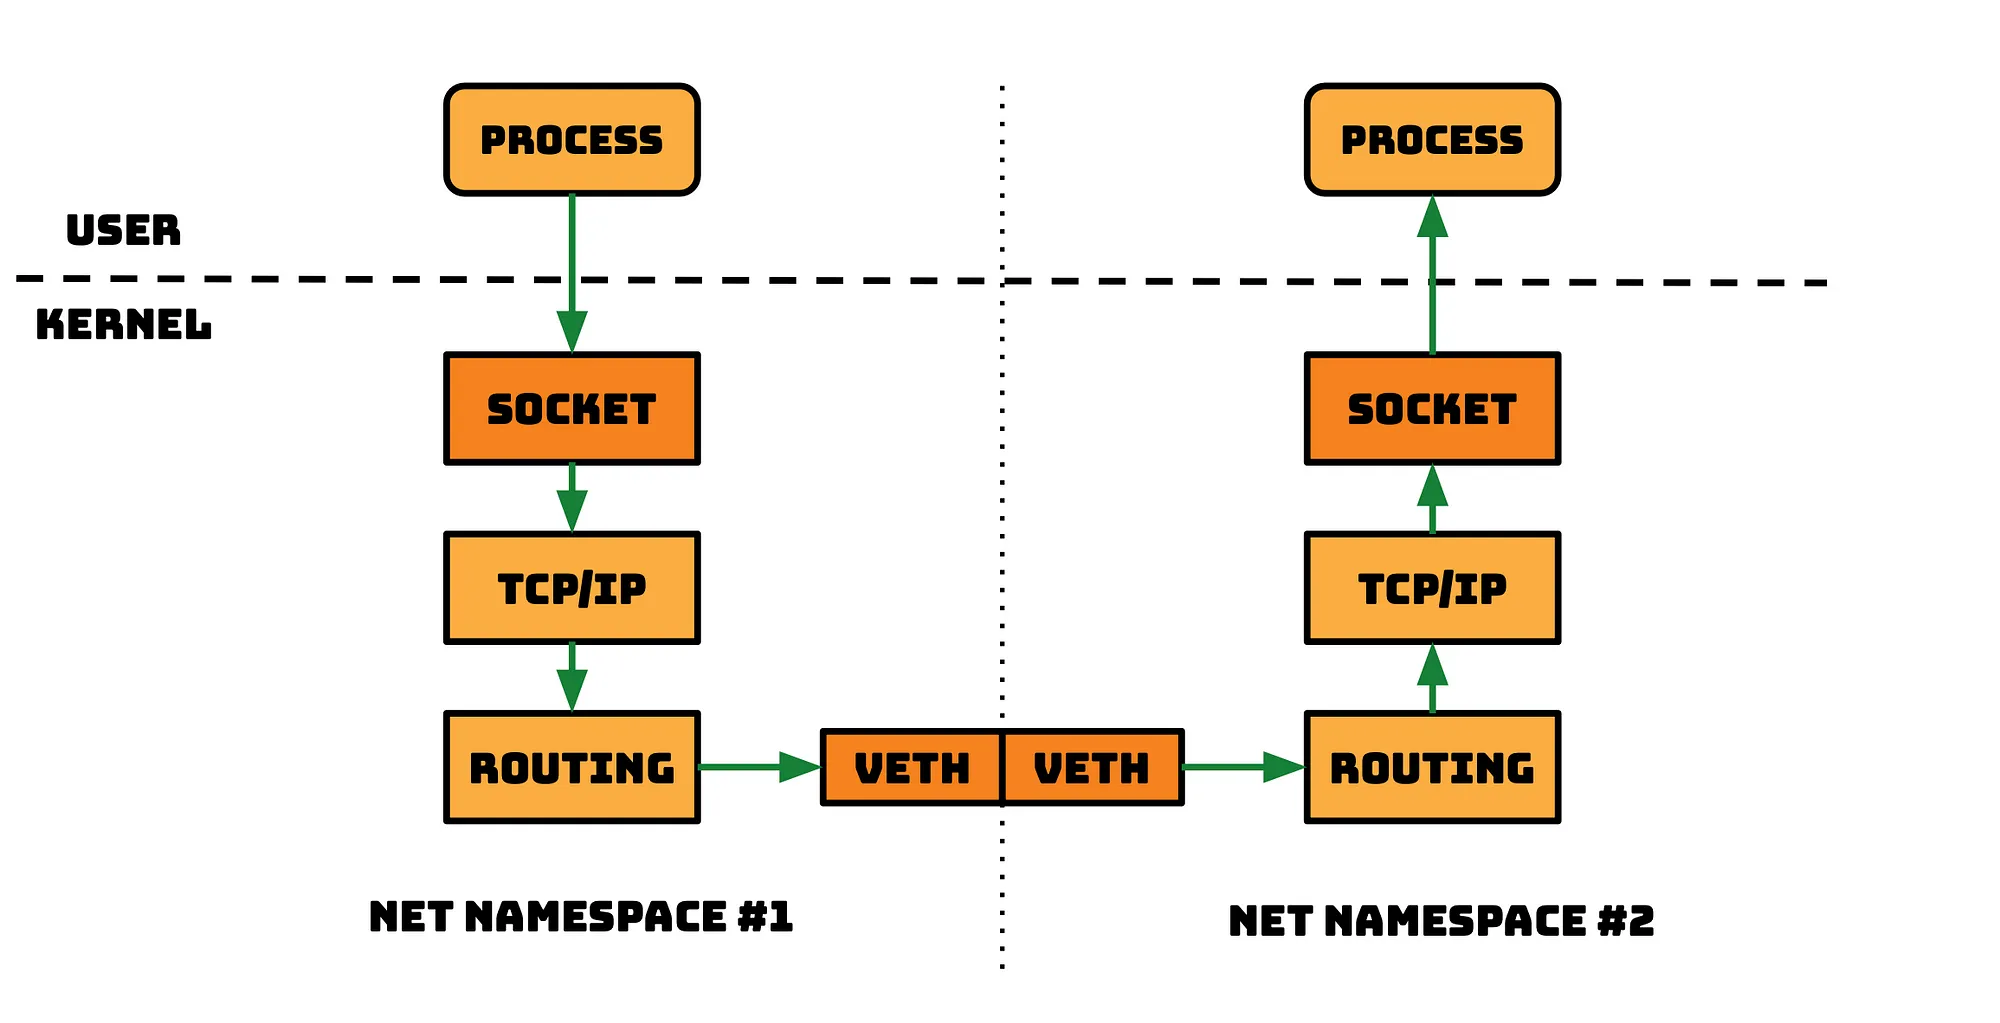 PROCESS
PROCESS
USER
KERNEL
SOCKET
SOCKET
TCP/IP
TCP/IP
ROUTING
VETH
VETH
ROUTING
NET NAMESPACE #1
NET NAMESPACE #2